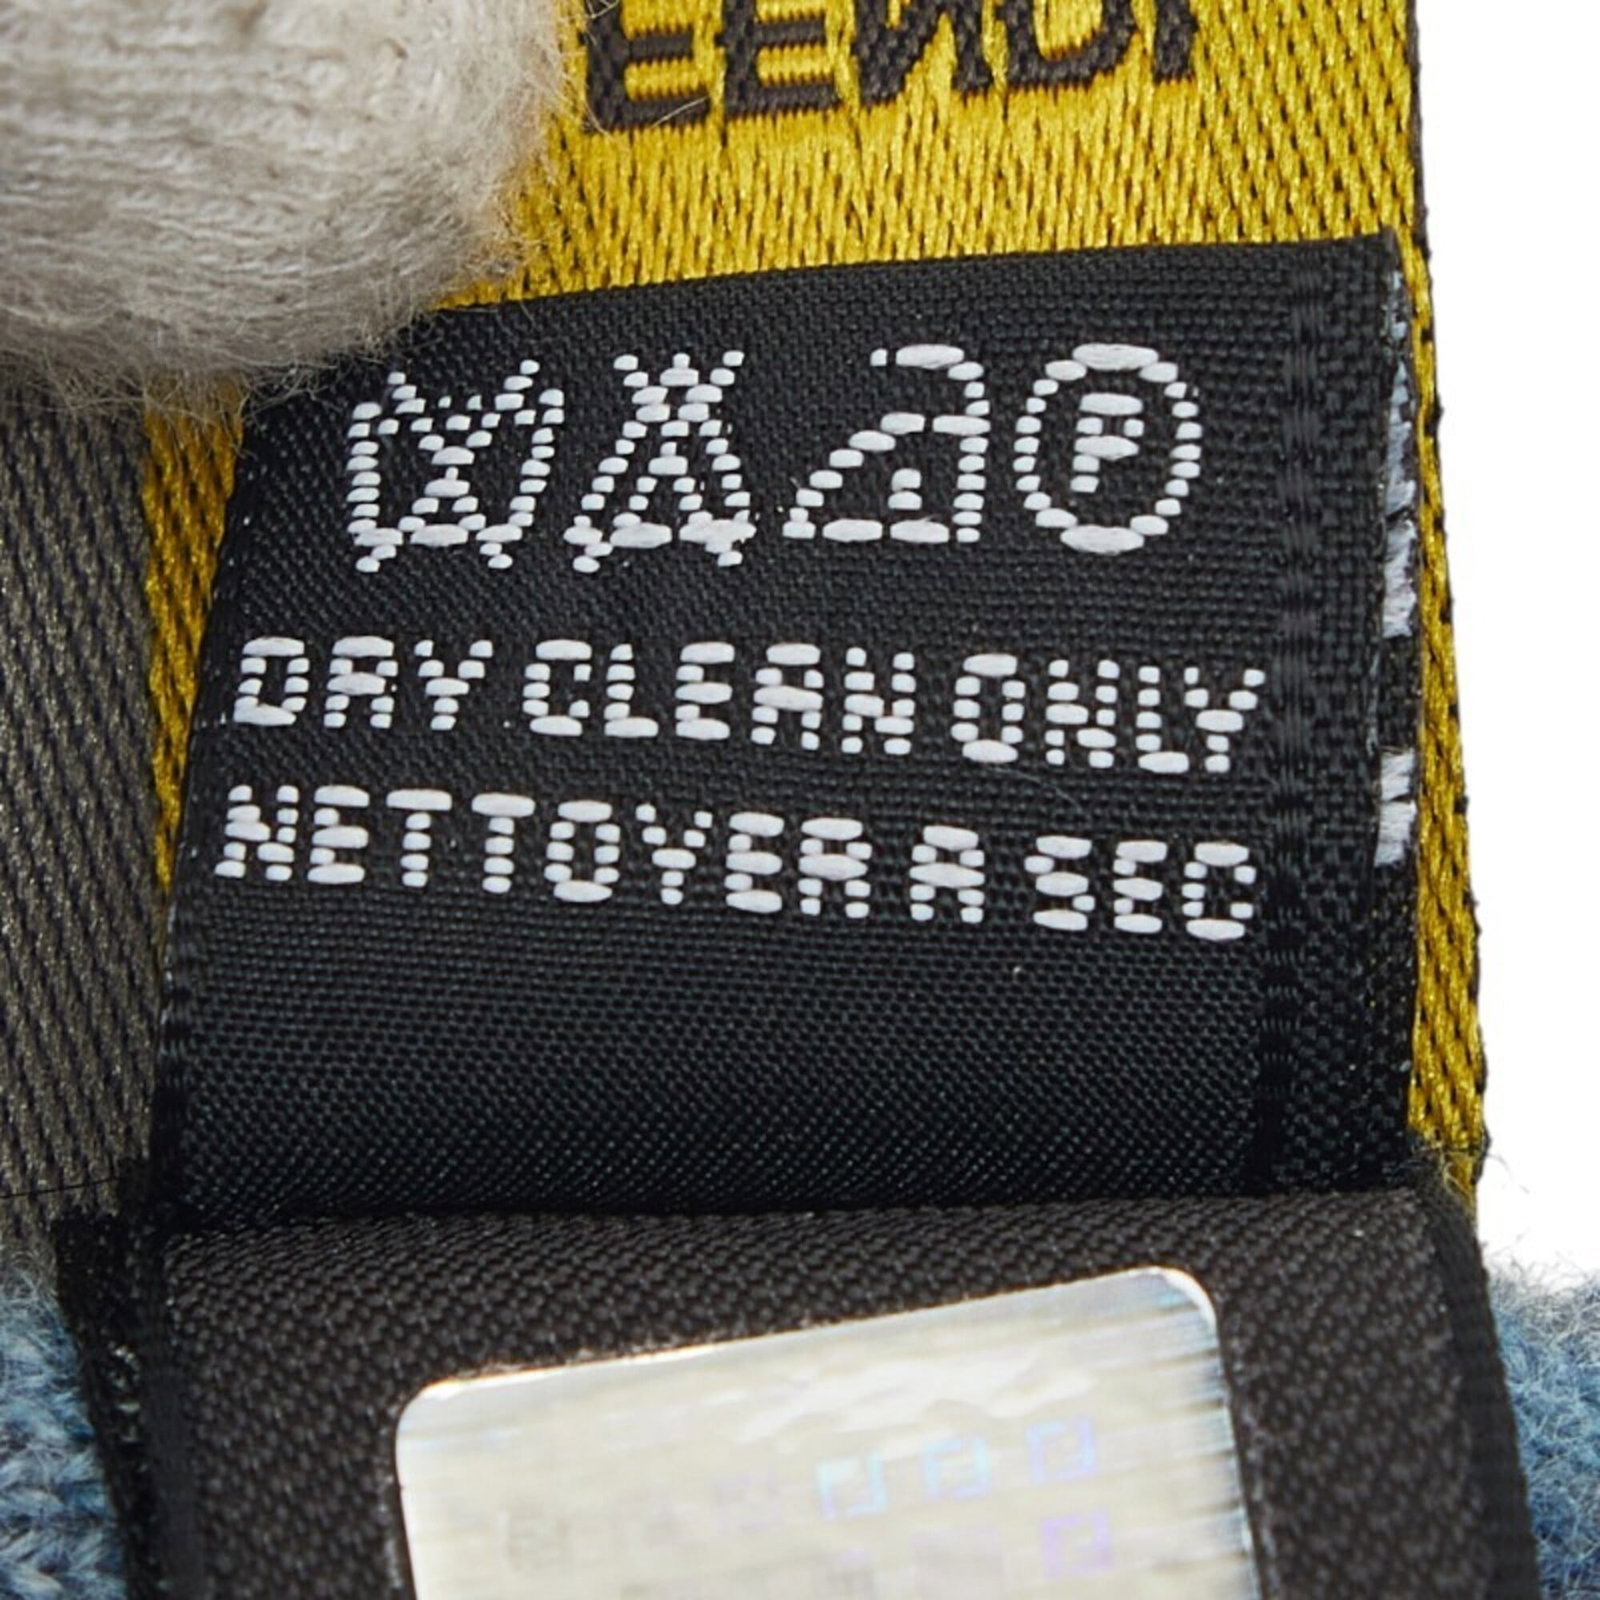 FENDI
P
DRY CLEAN ONLY
NETTOYER A SEC